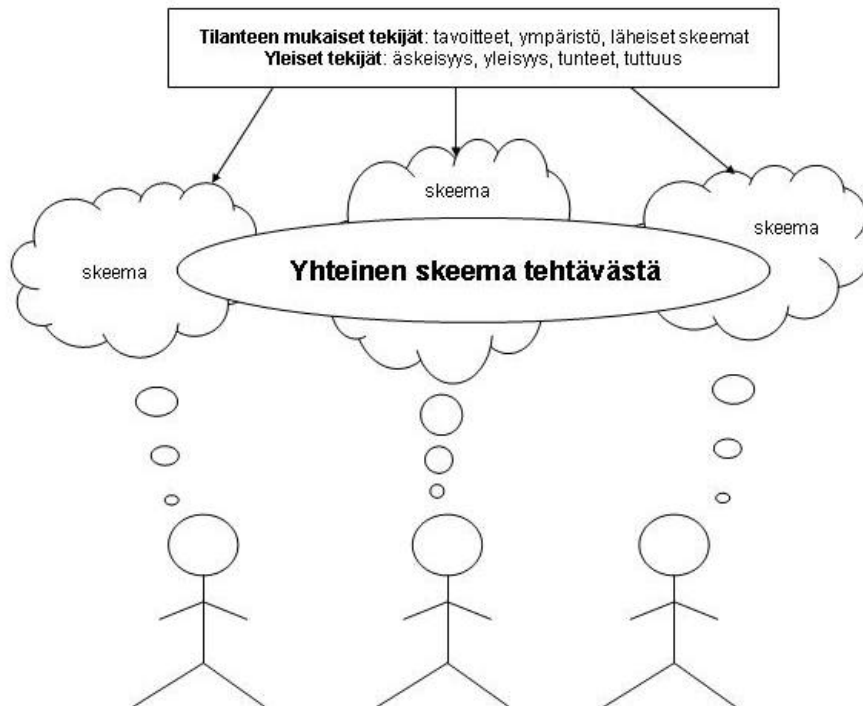 Tilanteen mukaiset tekijät: tavoitteet, ympäristö, läheiset skeemat
Yleiset tekijät: äskeisyys, yleisyys, tunteet, tuttuus
skeema
skeema
skeema
Yhteinen skeema tehtävästä